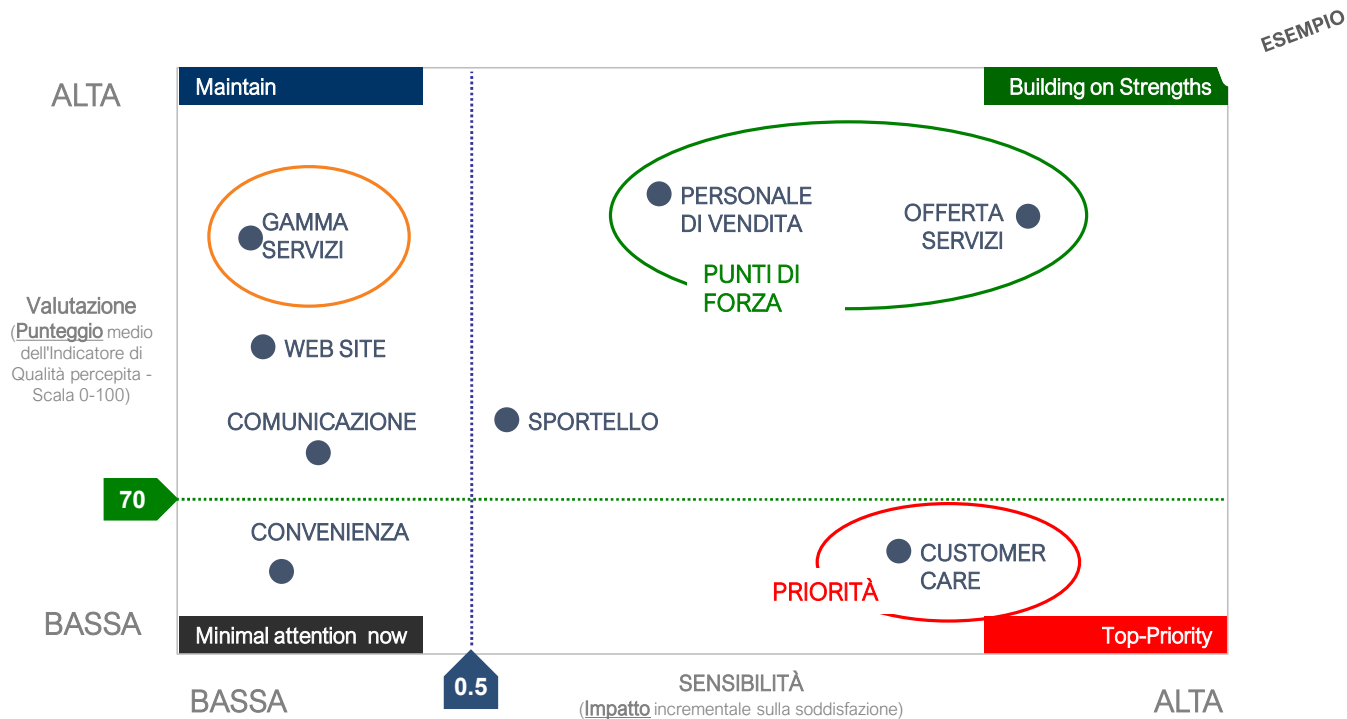 ESEMPIO
ALTA
Maintain
Building on Strengths
GAMMA
SERVIZI
PERSONALE
DI VENDITA
OFFERTA
SERVIZI
PUNTI DI
FORZA
Valutazione
(Punteggio medio
dell'Indicatore di
Qualità percepita -
Scala 0-100)
WEB SITE
COMUNICAZIONE
SPORTELLO
70
CONVENIENZA
CUSTOMER
CARE
PRIORITÀ
BASSA
Minimal attention now
Top-Priority
0.5
SENSIBILITÀ
(Impatto incrementale sulla soddisfazione)
BASSA
ALTA